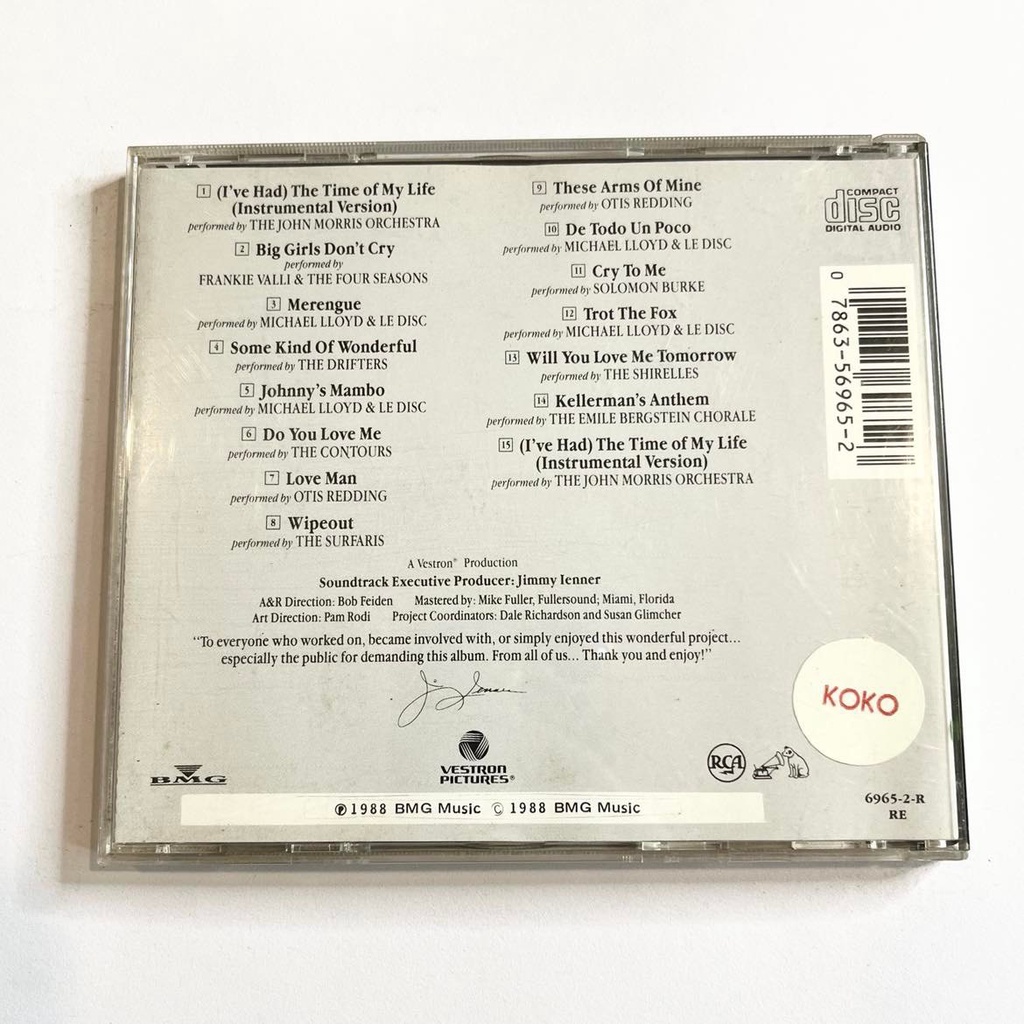 1 (I've Had) The Time of My Life
(Instrumental Version)
performed by THE JOHN MORRIS ORCHESTRA
2 Big Girls Don't Cry
performed by
FRANKIE VALLI & THE FOUR SEASONS
3 Merengue
performed by MICHAEL LLOYD & LE DISC
4 Some Kind Of Wonderful
performed by THE DRIFTERS
5 Johnny's Mambo
performed by MICHAEL LLOYD & LE DISC
6 Do You Love Me
performed by THE CONTOURS
7 Love Man
performed by OTIS REDDING
8 Wipeout
performed by THE SURFARIS
9 These Arms Of Mine
performed by OTIS REDDING
10 De Todo Un Poco
performed by MICHAEL LLOYD & LE DISC
11 Cry To Me
performed by SOLOMON BURKE
12 Trot The Fox
performed by MICHAEL LLOYD & LE DISC
13 Will You Love Me Tomorrow
performed by THE SHIRELLES
14 Kellerman's Anthem
performed by THE EMILE BERGSTEIN CHORALE
15 (I've Had) The Time of My Life
(Instrumental Version)
performed by THE JOHN MORRIS ORCHESTRA
COMPACT
disc
DIGITAL AUDIO
0 7863-56965-2
A Vestron® Production
Soundtrack Executive Producer: Jimmy Ienner
A&R Direction: Bob Feiden Mastered by: Mike Fuller, Fullersound; Miami, Florida
Art Direction: Pam Rodi Project Coordinators: Dale Richardson and Susan Glimcher
"To everyone who worked on, became involved with, or simply enjoyed this wonderful project...
especially the public for demanding this album. From all of us... Thank you and enjoy!"
KOKO
BMG
VESTRON
PICTURES®
RCA
℗ 1988 BMG Music © 1988 BMG Music
6965-2-R
RE